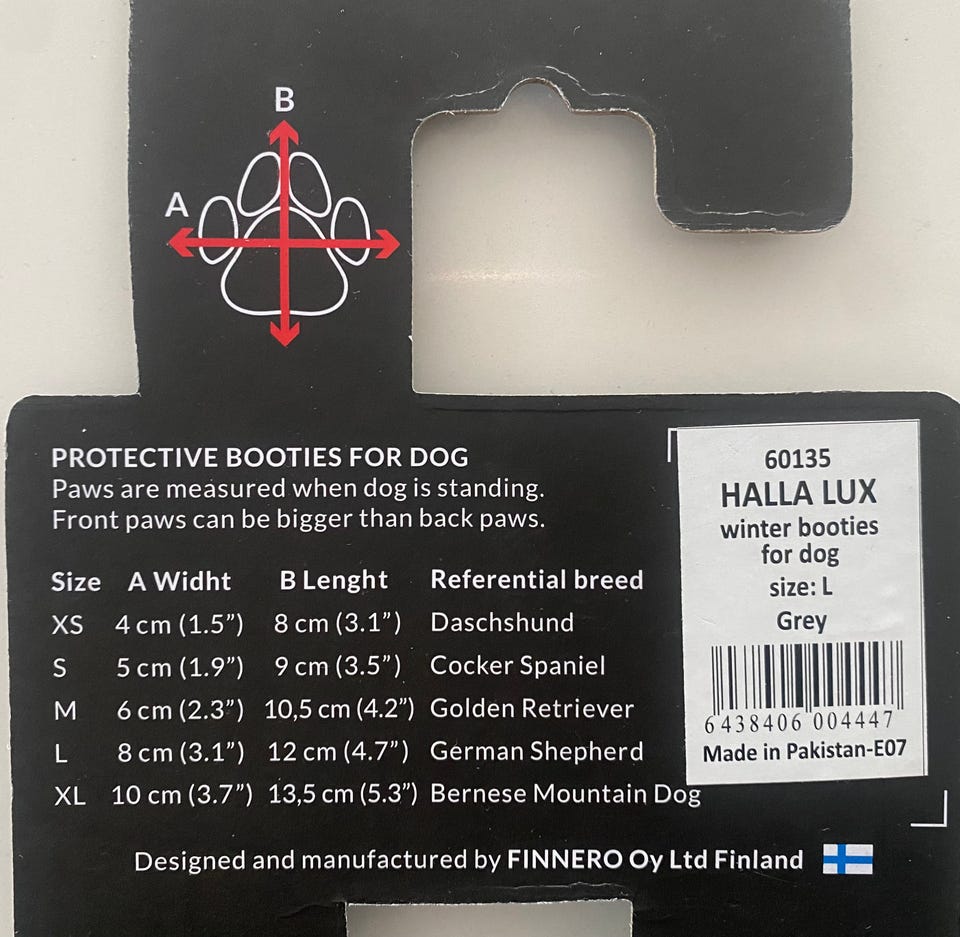 B
A
PROTECTIVE BOOTIES FOR DOG
Paws are measured when dog is standing.
Front paws can be bigger than back paws.
Size A Widht B Lenght Referential breed
XS 4 cm (1.5”) 8 cm (3.1”) Daschshund
S 5 cm (1.9”) 9 cm (3.5”) Cocker Spaniel
M 6 cm (2.3”) 10,5 cm (4.2”) Golden Retriever
L 8 cm (3.1”) 12 cm (4.7”) German Shepherd
XL 10 cm (3.7”) 13,5 cm (5.3”) Bernese Mountain Dog
60135
HALLA LUX
winter booties
for dog
size: L
Grey
6 438406 004447
Made in Pakistan-E07
Designed and manufactured by FINNERO Oy Ltd Finland